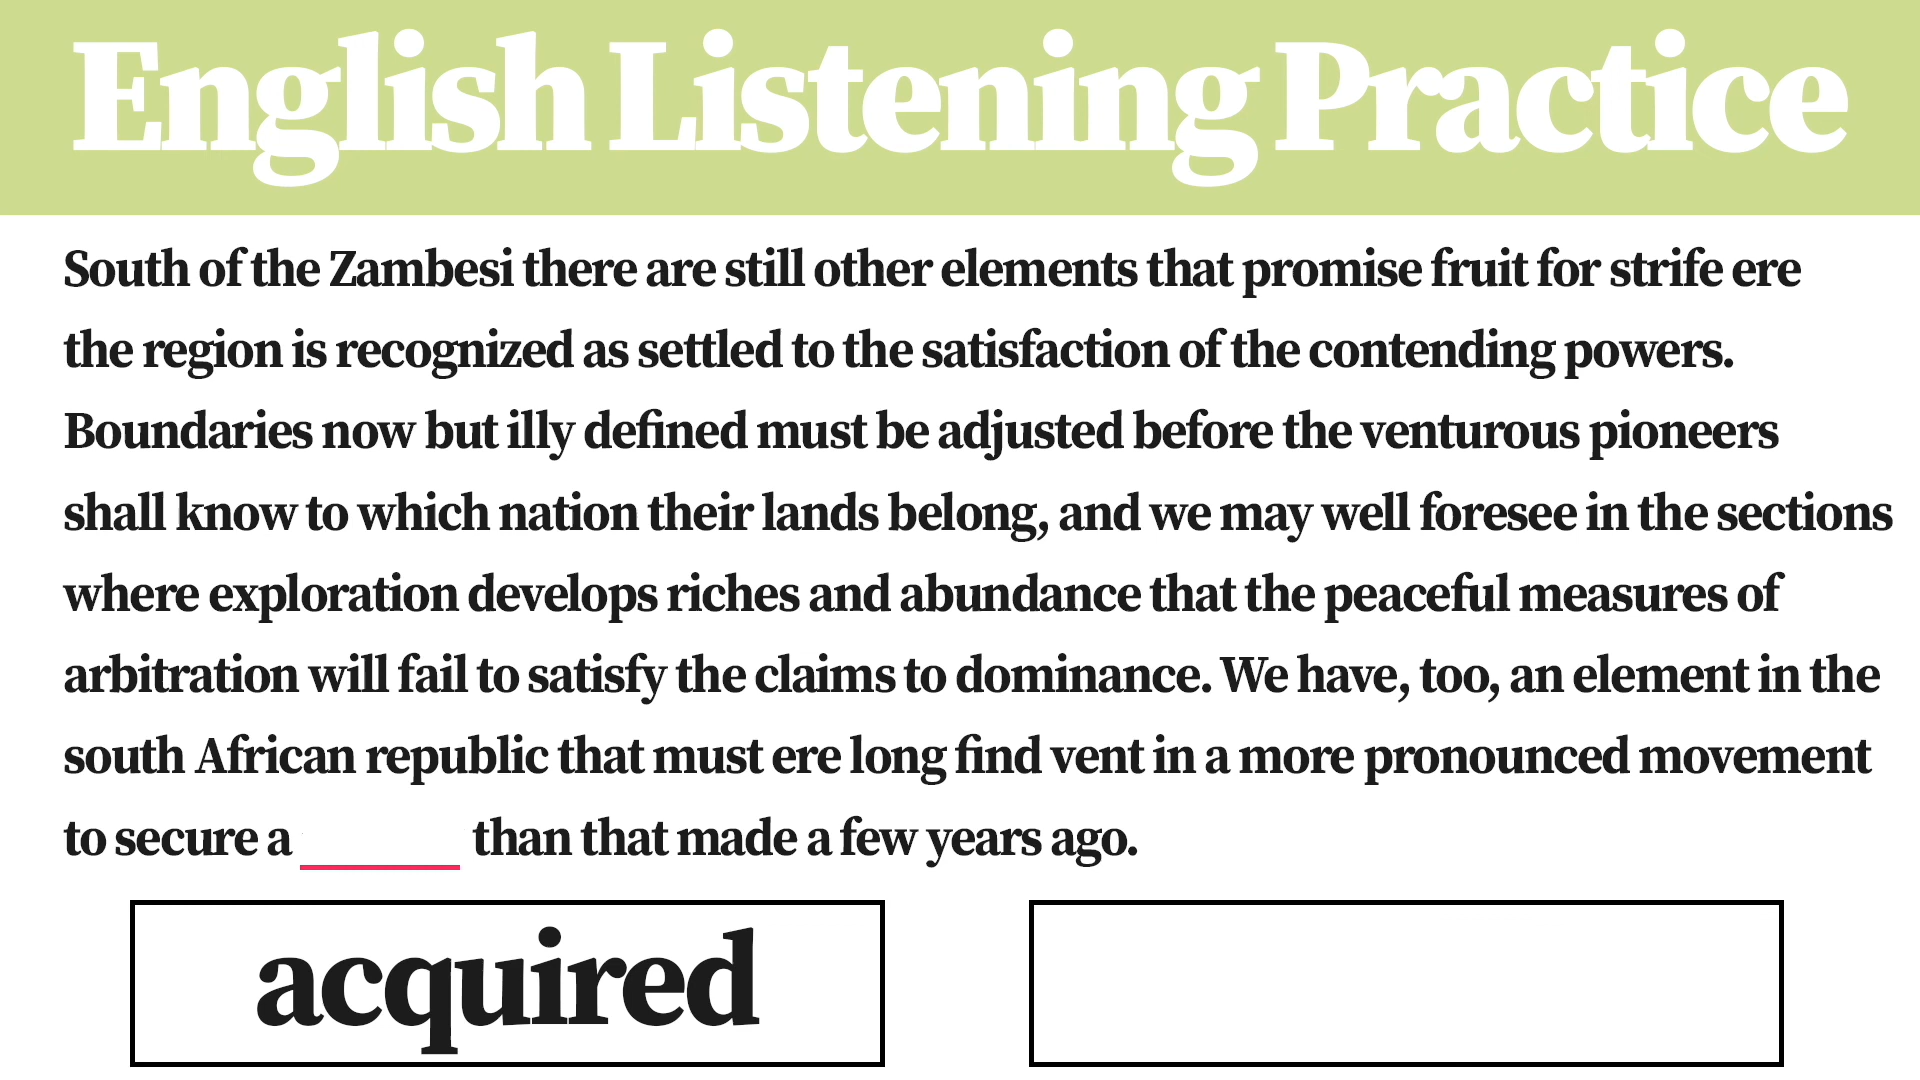 English Listening Practice
South of the Zambesi there are still other elements that promise fruit for strife ere
the region is recognized as settled to the satisfaction of the contending powers.
Boundaries now but illy defined must be adjusted before the venturous pioneers
shall know to which nation their lands belong, and we may well foresee in the sections
where exploration develops riches and abundance that the peaceful measures of
arbitration will fail to satisfy the claims to dominance. We have, too, an element in the
south African republic that must ere long find vent in a more pronounced movement
to secure a ______ than that made a few years ago.
acquired